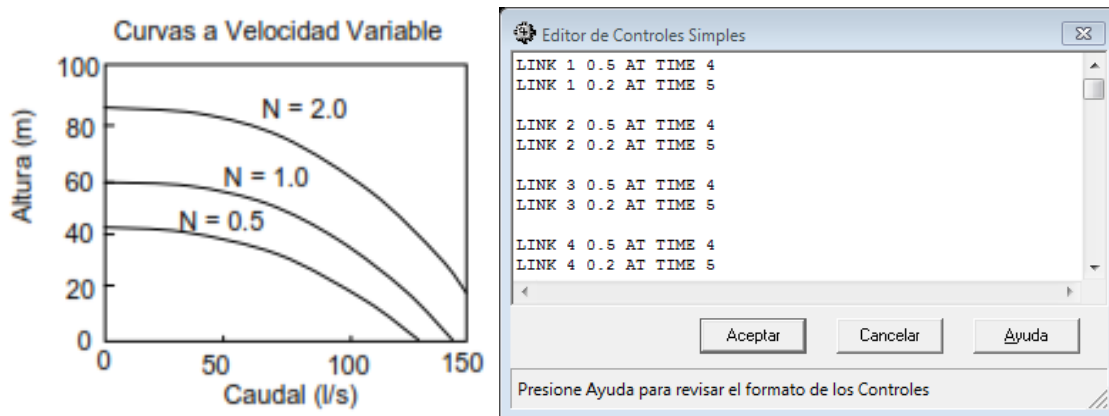 Curvas a Velocidad Variable
100
80
60
40
20
0
Altura (m)
N = 2.0
N = 1.0
N = 0.5
0
50
100
150
Caudal (l/s)
Editor de Controles Simples
LINK 1 0.5 AT TIME 4
LINK 1 0.2 AT TIME 5
LINK 2 0.5 AT TIME 4
LINK 2 0.2 AT TIME 5
LINK 3 0.5 AT TIME 4
LINK 3 0.2 AT TIME 5
LINK 4 0.5 AT TIME 4
LINK 4 0.2 AT TIME 5
Aceptar
Cancelar
Ayuda
Presione Ayuda para revisar el formato de los Controles